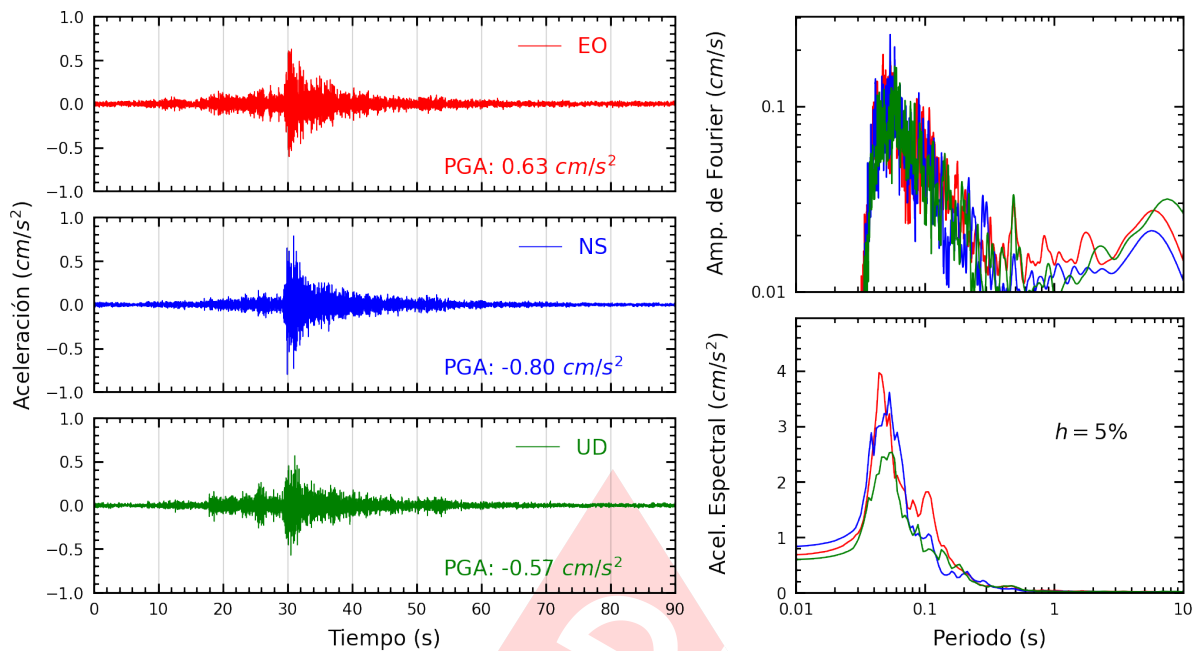 Aceleración (cm/s²)
1.0
0.5
0.0
−0.5
−1.0
EO
PGA: 0.63 cm/s²
1.0
0.5
0.0
−0.5
−1.0
NS
PGA: -0.80 cm/s²
1.0
0.5
0.0
−0.5
−1.0
UD
PGA: -0.57 cm/s²
0 10 20 30 40 50 60 70 80 90
Tiempo (s)
Amp. de Fourier (cm/s)
0.1
0.01
Acel. Espectral (cm/s²)
4
3
2
1
0
h = 5%
0.01 0.1 1 10
Periodo (s)